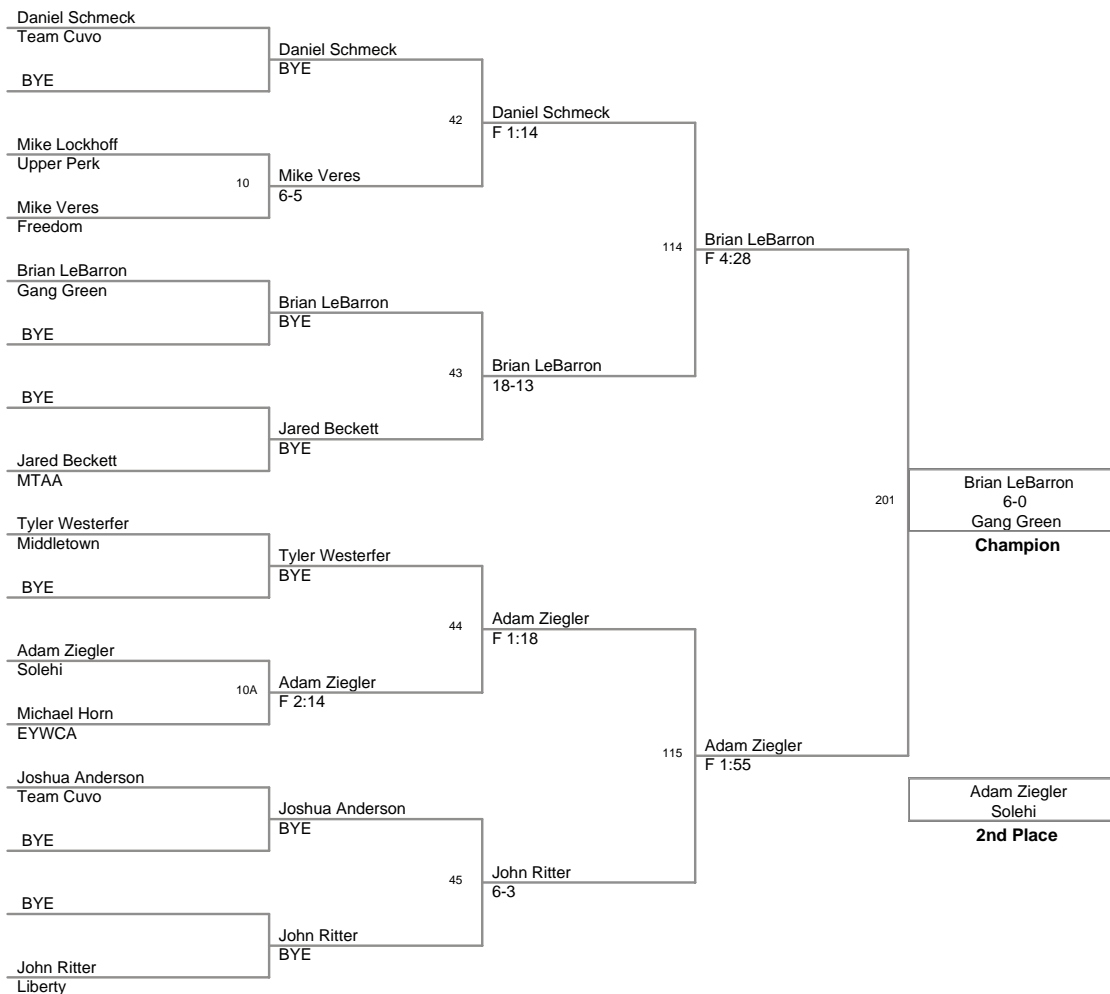 Daniel Schmeck
Team Cuvo
BYE
Mike Lockhoff
Upper Perk
Mike Veres
Freedom
Brian LeBarron
Gang Green
BYE
BYE
Jared Beckett
MTAA
Tyler Westerfer
Middletown
BYE
Adam Ziegler
Solehi
Michael Horn
EYWCA
Joshua Anderson
Team Cuvo
BYE
BYE
John Ritter
Liberty
10
10A
Daniel Schmeck
BYE
Mike Veres
6-5
Brian LeBarron
BYE
Jared Beckett
BYE
Tyler Westerfer
BYE
Adam Ziegler
F 2:14
Joshua Anderson
BYE
John Ritter
BYE
42
43
44
45
Daniel Schmeck
F 1:14
Brian LeBarron
18-13
Adam Ziegler
F 1:18
John Ritter
6-3
114
115
Brian LeBarron
F 4:28
Adam Ziegler
F 1:55
201
Brian LeBarron
6-0
Gang Green
Champion
Adam Ziegler
Solehi
2nd Place